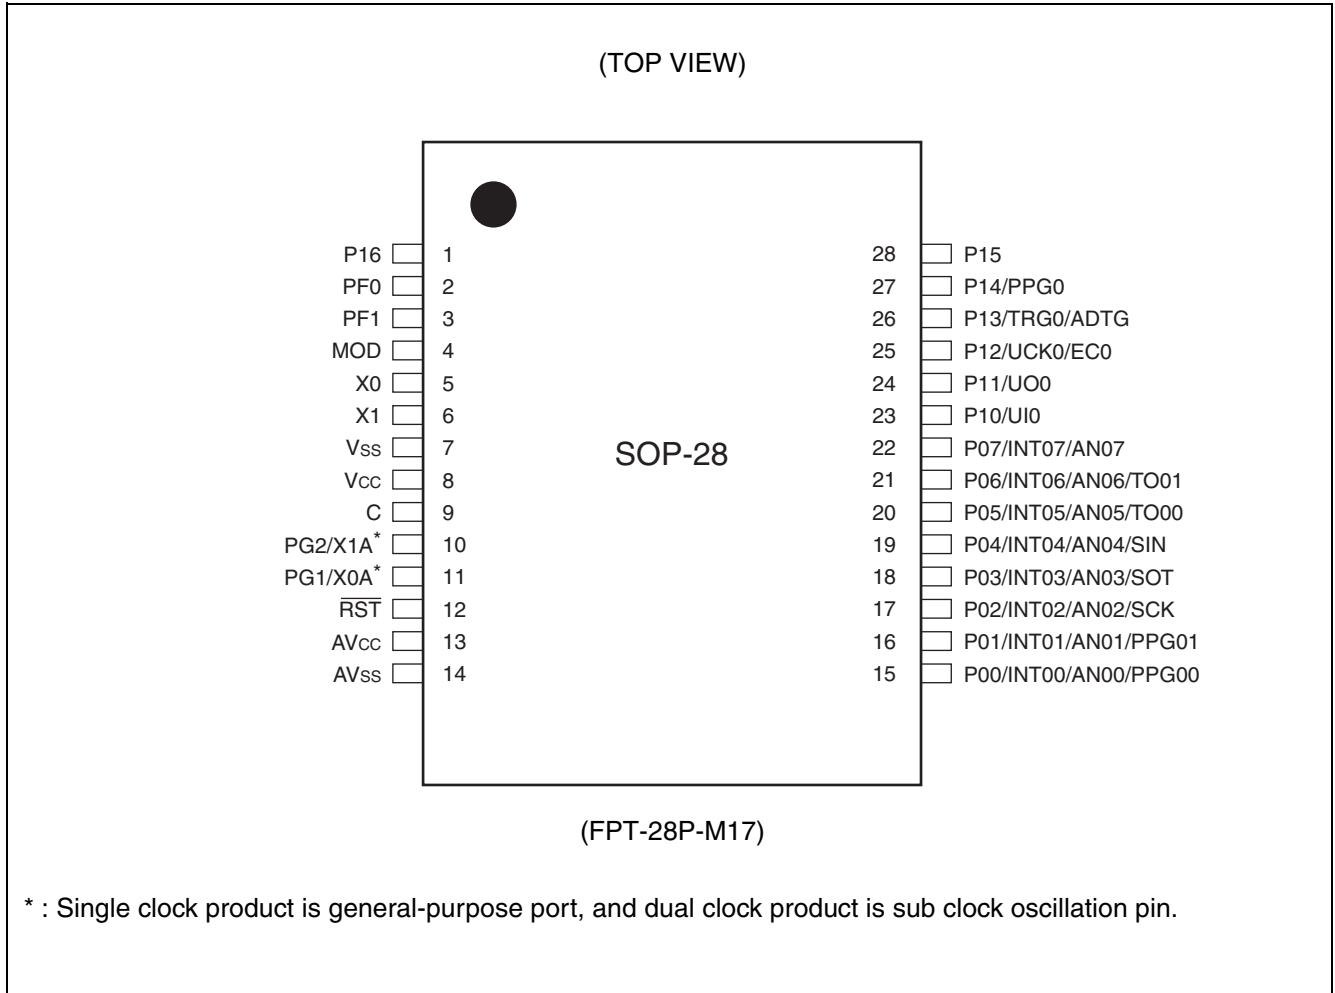 (TOP VIEW)
P16 1 28 P15
PF0 2 27 P14/PPG0
PF1 3 26 P13/TRG0/ADTG
MOD 4 25 P12/UCK0/EC0
X0 5 24 P11/UO0
X1 6 23 P10/UI0
Vss 7 SOP-28 22 P07/INT07/AN07
Vcc 8 21 P06/INT06/AN06/TO01
C 9 20 P05/INT05/AN05/TO00
PG2/X1A* 10 19 P04/INT04/AN04/SIN
PG1/X0A* 11 18 P03/INT03/AN03/SOT
RST 12 17 P02/INT02/AN02/SCK
AVcc 13 16 P01/INT01/AN01/PPG01
AVss 14 15 P00/INT00/AN00/PPG00
(FPT-28P-M17)
* : Single clock product is general-purpose port, and dual clock product is sub clock oscillation pin.